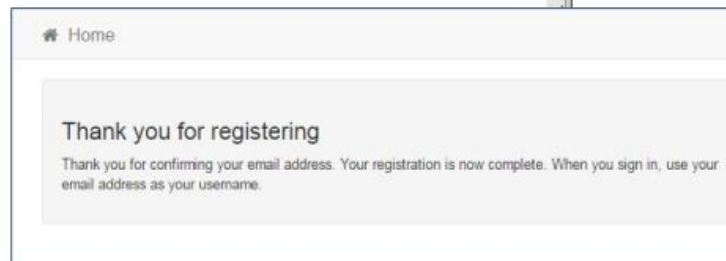 Home
Thank you for registering
Thank you for confirming your email address. Your registration is now complete. When you sign in, use your
email address as your username.